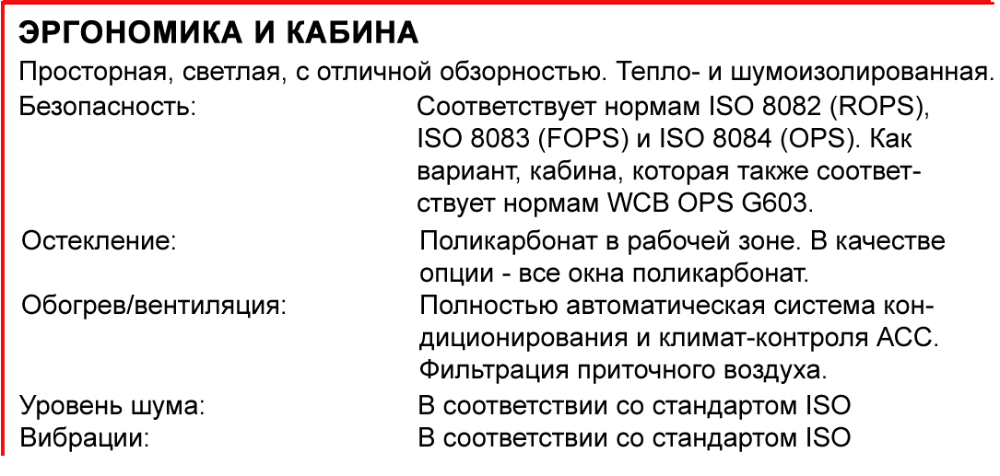 ЭРГОНОМИКА И КАБИНА
Просторная, светлая, с отличной обзорностью. Тепло- и шумоизолированная.
Безопасность: Соответствует нормам ISO 8082 (ROPS),
ISO 8083 (FOPS) и ISO 8084 (OPS). Как
вариант, кабина, которая также соответ-
ствует нормам WCB OPS G603.
Остекление: Поликарбонат в рабочей зоне. В качестве
опции - все окна поликарбонат.
Обогрев/вентиляция: Полностью автоматическая система кон-
диционирования и климат-контроля ACC.
Фильтрация приточного воздуха.
Уровень шума: В соответствии со стандартом ISO
Вибрации: В соответствии со стандартом ISO